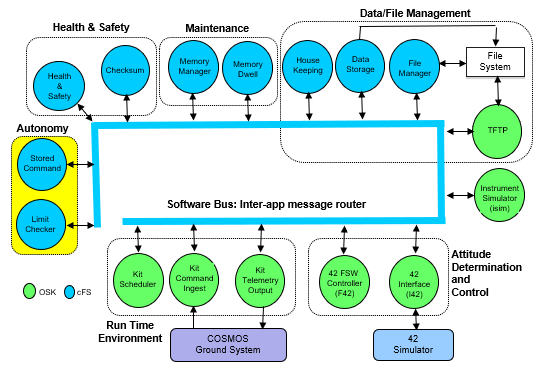 Health & Safety
Maintenance
Data/File Management
Health
&
Safety
Checksum
Memory
Manager
Memory
Dwell
House
Keeping
Data
Storage
File
Manager
File
System
TFTP
Autonomy
Stored
Command
Limit
Checker
Instrument
Simulator
(isim)
Software Bus: Inter-app message router
Kit
Scheduler
Kit
Command
Ingest
Kit
Telemetry
Output
42 FSW
Controller
(F42)
42
Interface
(I42)
Attitude
Determination
and
Control
OSK
cFS
Run Time
Environment
COSMOS
Ground System
42
Simulator